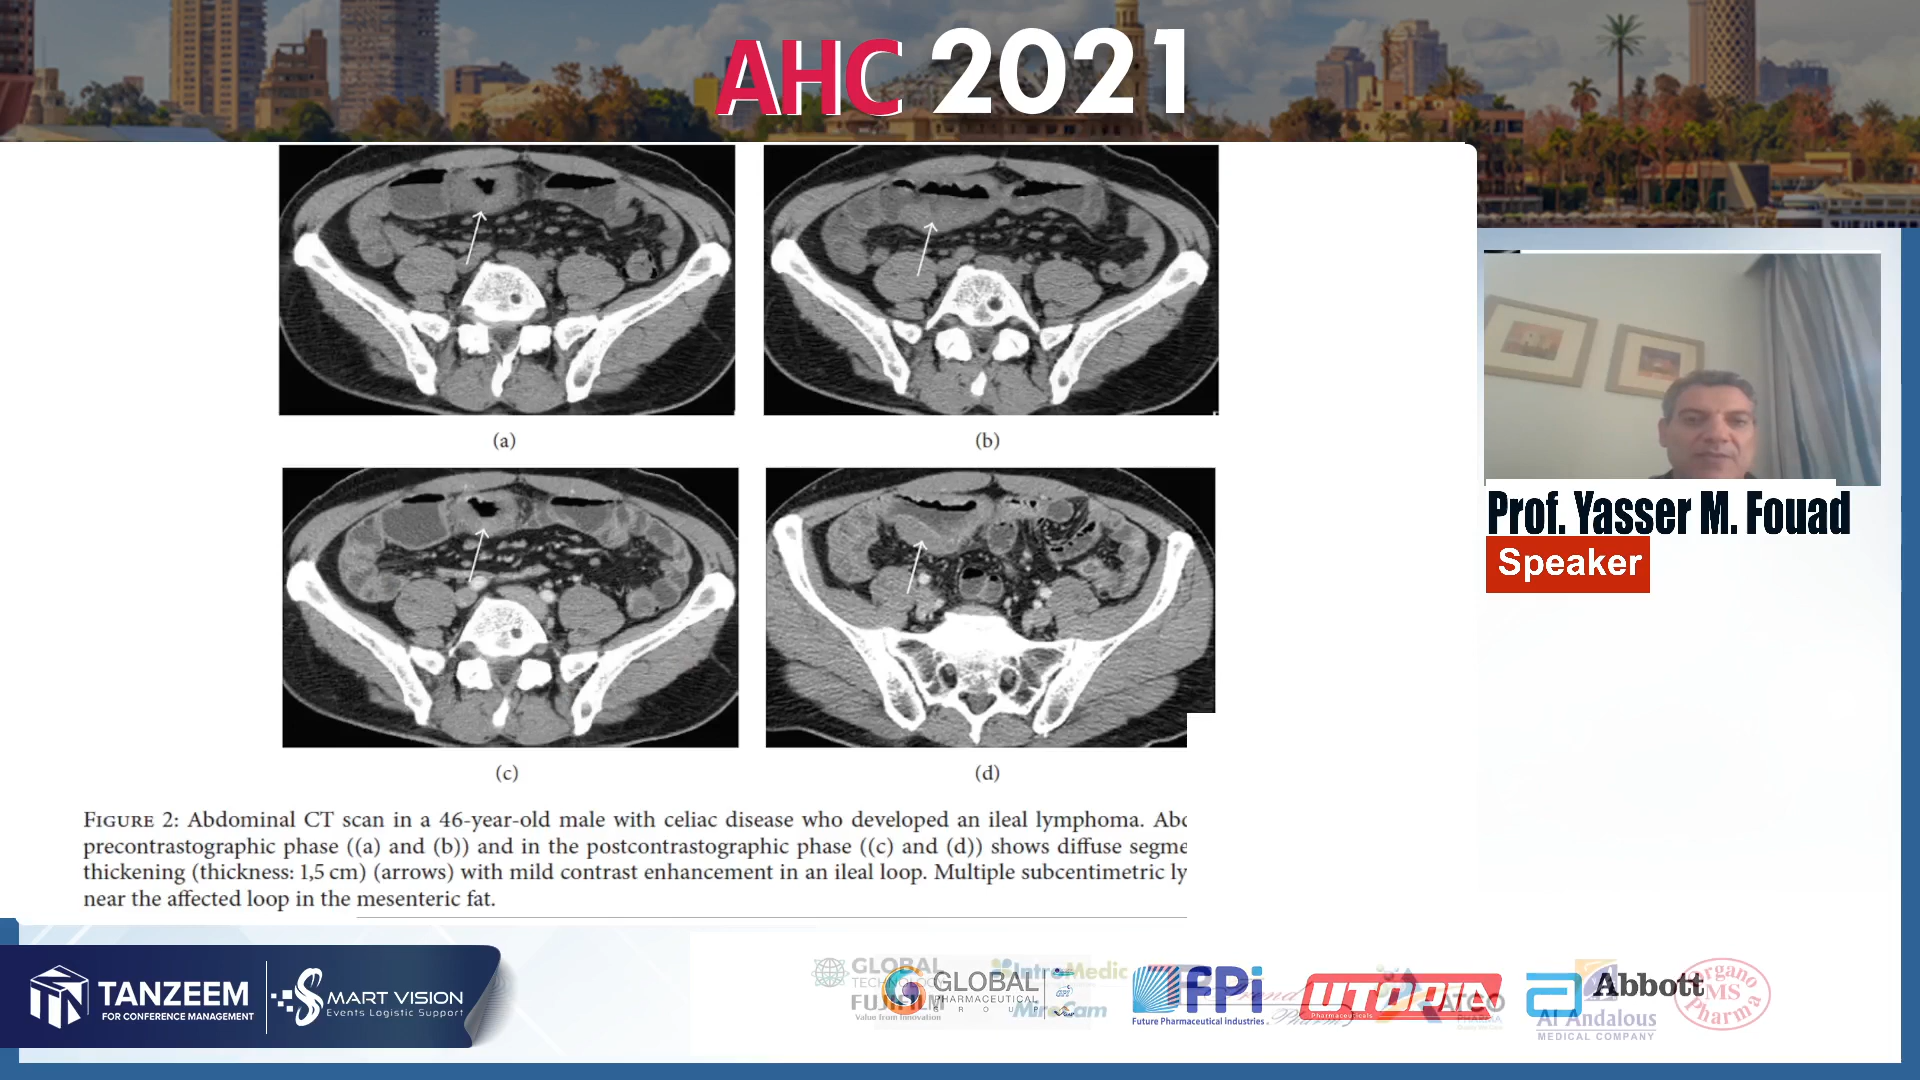 AHC 2021
(a)
(b)
(c)
(d)
FIGURE 2: Abdominal CT scan in a 46-year-old male with celiac disease who developed an ileal lymphoma. Abd
precontrastographic phase ((a) and (b)) and in the postcontrastographic phase ((c) and (d)) shows diffuse segme
thickening (thickness: 1,5 cm) (arrows) with mild contrast enhancement in an ileal loop. Multiple subcentimetric ly
near the affected loop in the mesenteric fat.
Prof. Yasser M. Fouad
Speaker
TANZEEM
FOR CONFERENCE MANAGEMENT
SMART VISION
Events Logistic Support
GLOBAL
FUJIFILM
Value from Innovation
GLOBAL
PHARMACEUTICAL
GROUP
IntroMedic
MiroCam
FPi
Future Pharmaceutical industries
UTOPIA
Pharmaceuticals
Abbott
Al Andalous
MEDICAL COMPANY
Organo
MS
Pharma